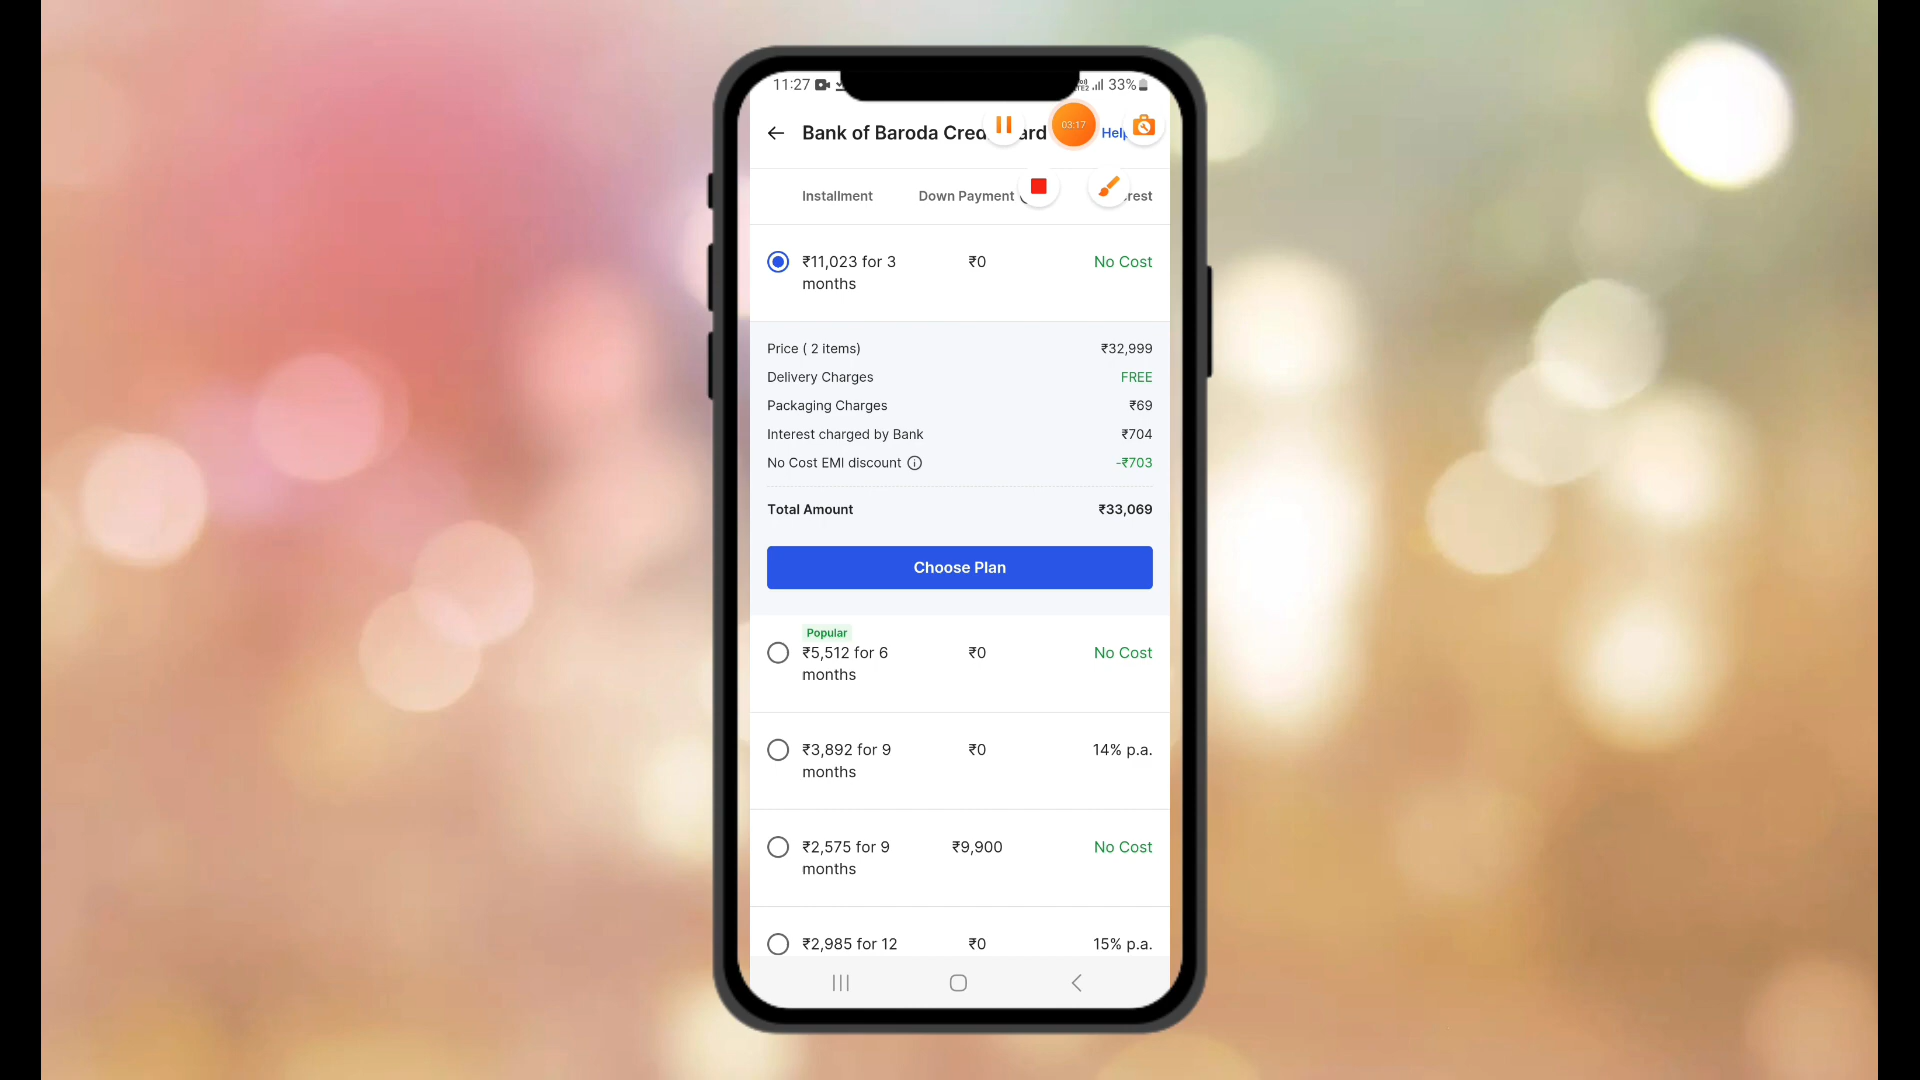 11:27 33%
Bank of Baroda Cred ard Help
03:17
Installment Down Payment rest
₹11,023 for 3 months ₹0 No Cost
Price ( 2 items) ₹32,999
Delivery Charges FREE
Packaging Charges ₹69
Interest charged by Bank ₹704
No Cost EMI discount -₹703
Total Amount ₹33,069
Choose Plan
Popular
₹5,512 for 6 months ₹0 No Cost
₹3,892 for 9 months ₹0 14% p.a.
₹2,575 for 9 months ₹9,900 No Cost
₹2,985 for 12 ₹0 15% p.a.